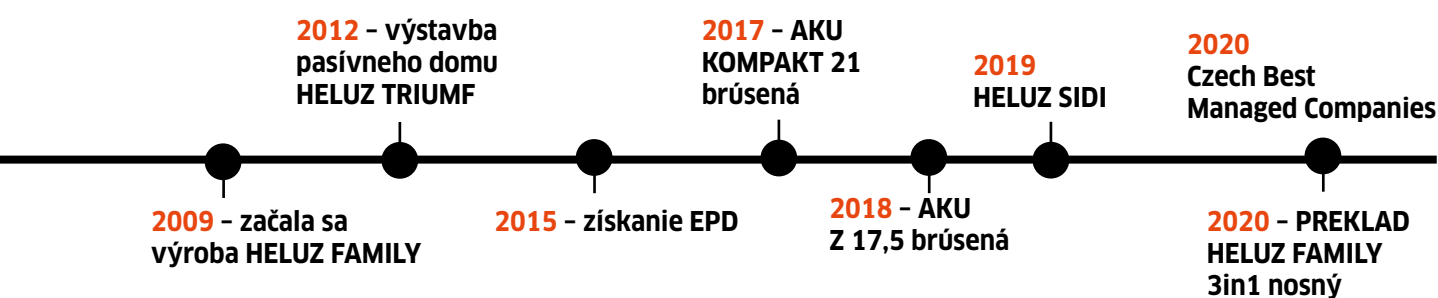 2009 – začala sa
výroba HELUZ FAMILY
2012 – výstavba
pasívneho domu
HELUZ TRIUMF
2015 – získanie EPD
2017 – AKU
KOMPAKT 21
brúsená
2018 – AKU
Z 17,5 brúsená
2019
HELUZ SIDI
2020
Czech Best
Managed Companies
2020 – PREKLAD
HELUZ FAMILY
3in1 nosný